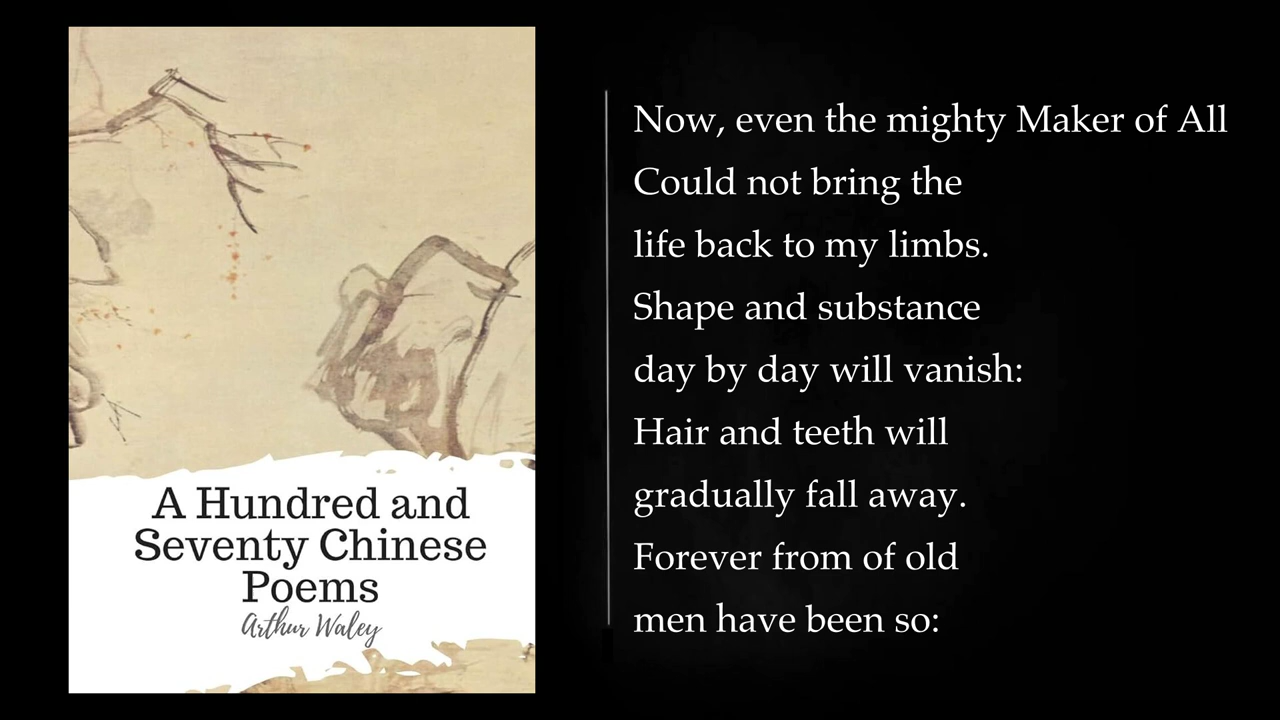 A Hundred and
Seventy Chinese
Poems
Arthur Waley
Now, even the mighty Maker of All
Could not bring the
life back to my limbs.
Shape and substance
day by day will vanish:
Hair and teeth will
gradually fall away.
Forever from of old
men have been so: